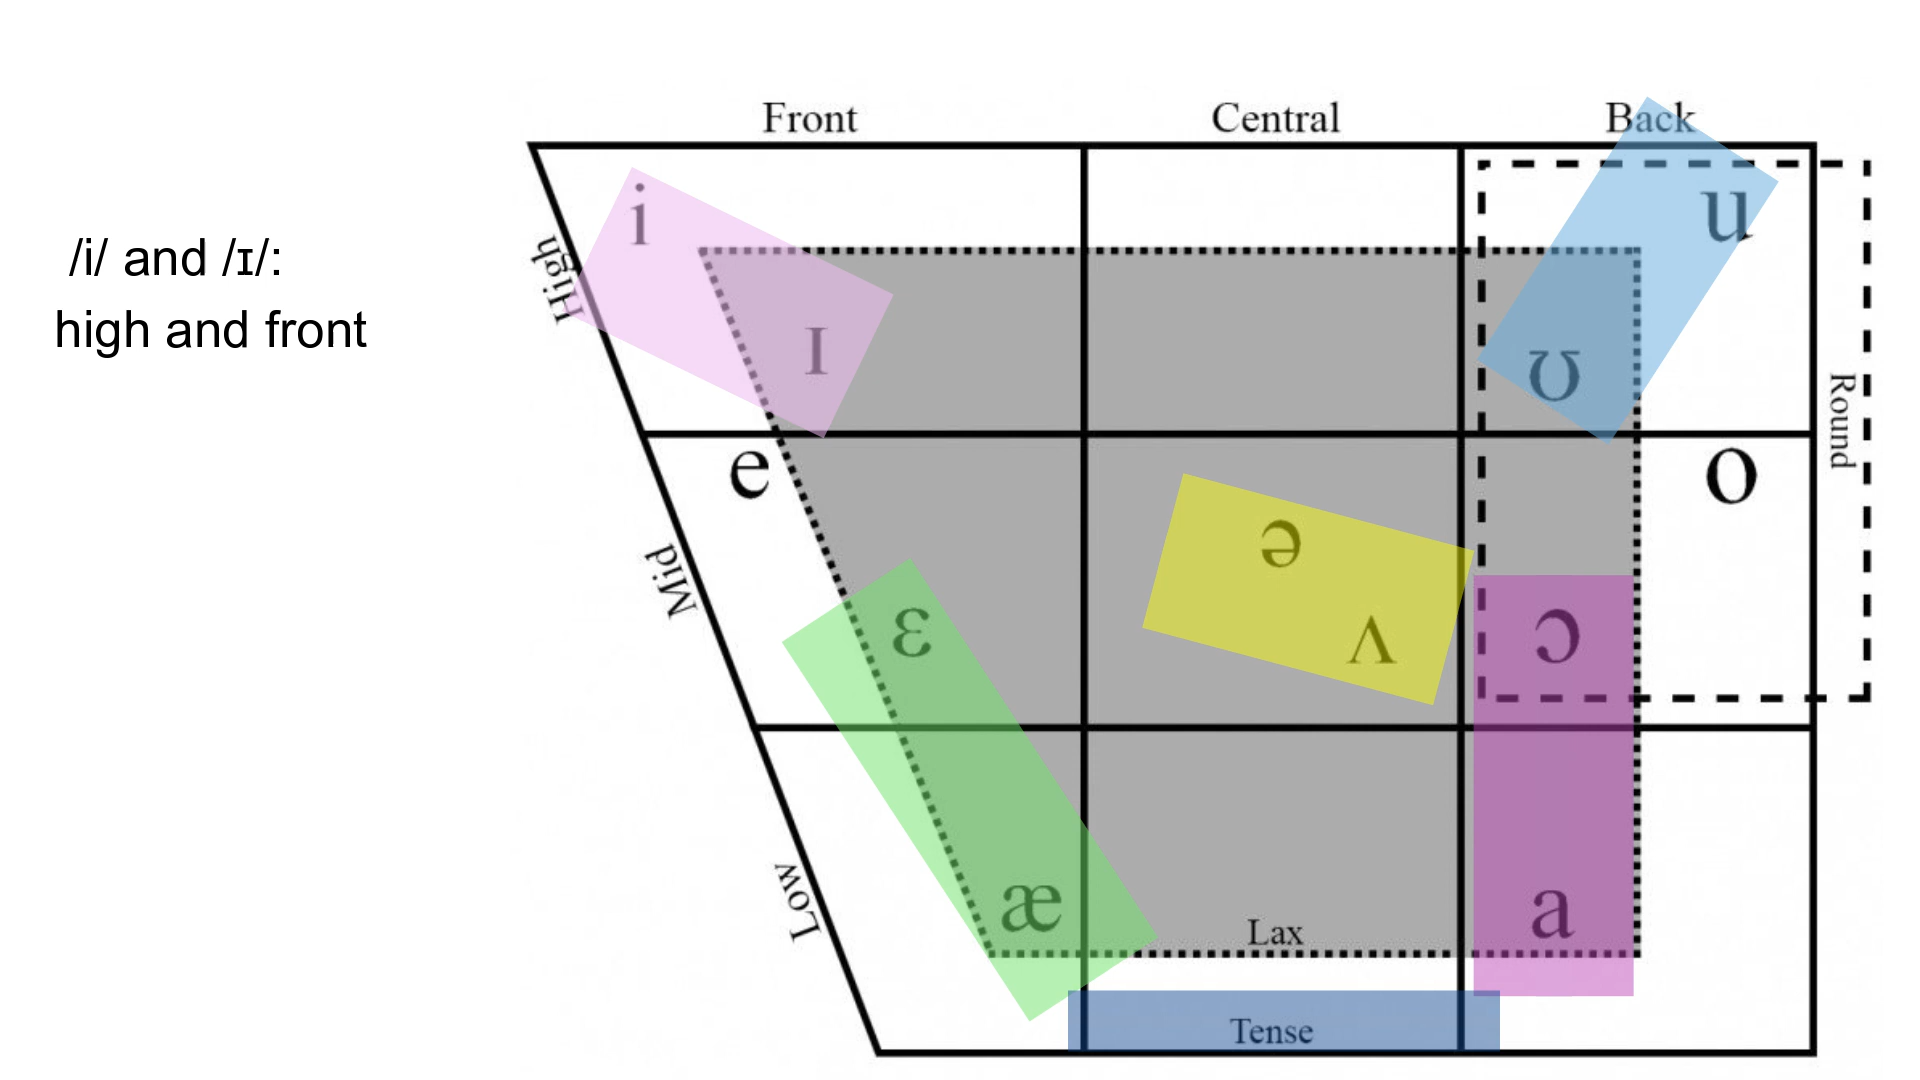 /i/ and /ɪ/:
high and front
Front Central Back
High
i
u
ɪ
ʊ
Round
e
o
Mid
ə
ɛ
ʌ
ɔ
Low
æ
a
Lax
Tense